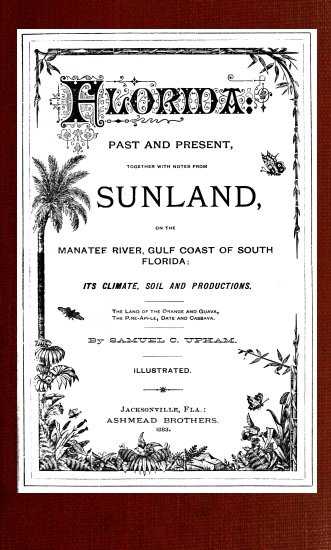 FLORIDA:
PAST AND PRESENT,
TOGETHER WITH NOTES FROM
SUNLAND,
ON THE
MANATEE RIVER, GULF COAST OF SOUTH
FLORIDA:
ITS CLIMATE, SOIL AND PRODUCTIONS.
THE LAND OF THE ORANGE AND GUAVA,
THE PINE-APPLE, DATE AND CASSAVA.
By SAMUEL C. UPHAM.
ILLUSTRATED.
JACKSONVILLE, FLA.:
ASHMEAD BROTHERS.
1883.